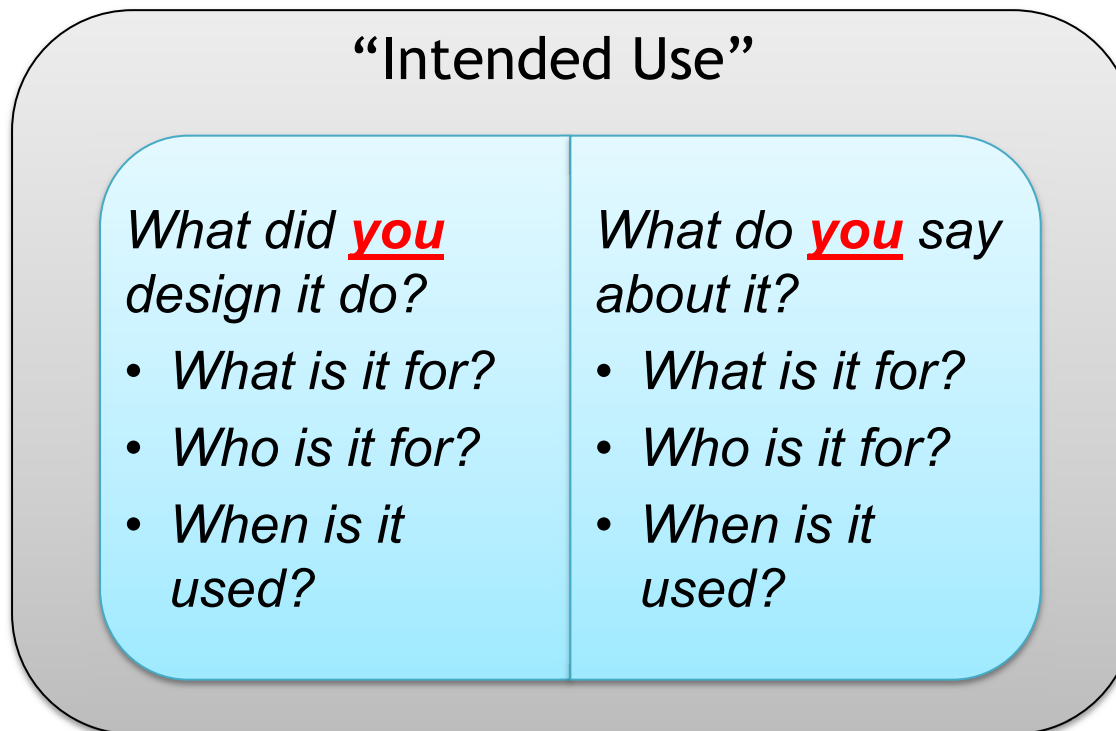 “Intended Use”
What did you
design it do?
• What is it for?
• Who is it for?
• When is it
used?
What do you say
about it?
• What is it for?
• Who is it for?
• When is it
used?